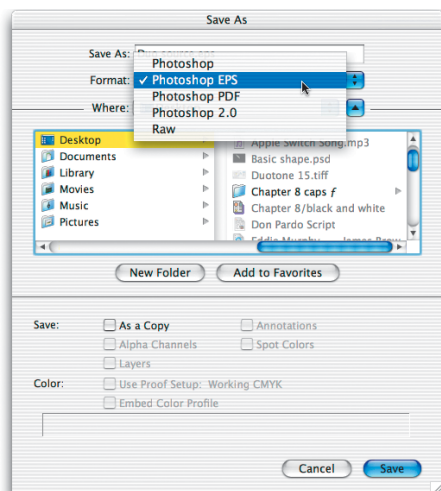 Save As
Save As:
Format:
Photoshop
✓ Photoshop EPS
Photoshop PDF
Photoshop 2.0
Raw
Where:
Desktop
Documents
Library
Movies
Music
Pictures
Apple Switch Song.mp3
Basic shape.psd
Duotone 15.tiff
Chapter 8 caps ƒ
Chapter 8/black and white
Don Pardo Script
New Folder
Add to Favorites
Save:
As a Copy
Annotations
Alpha Channels
Spot Colors
Layers
Color:
Use Proof Setup: Working CMYK
Embed Color Profile
Cancel
Save